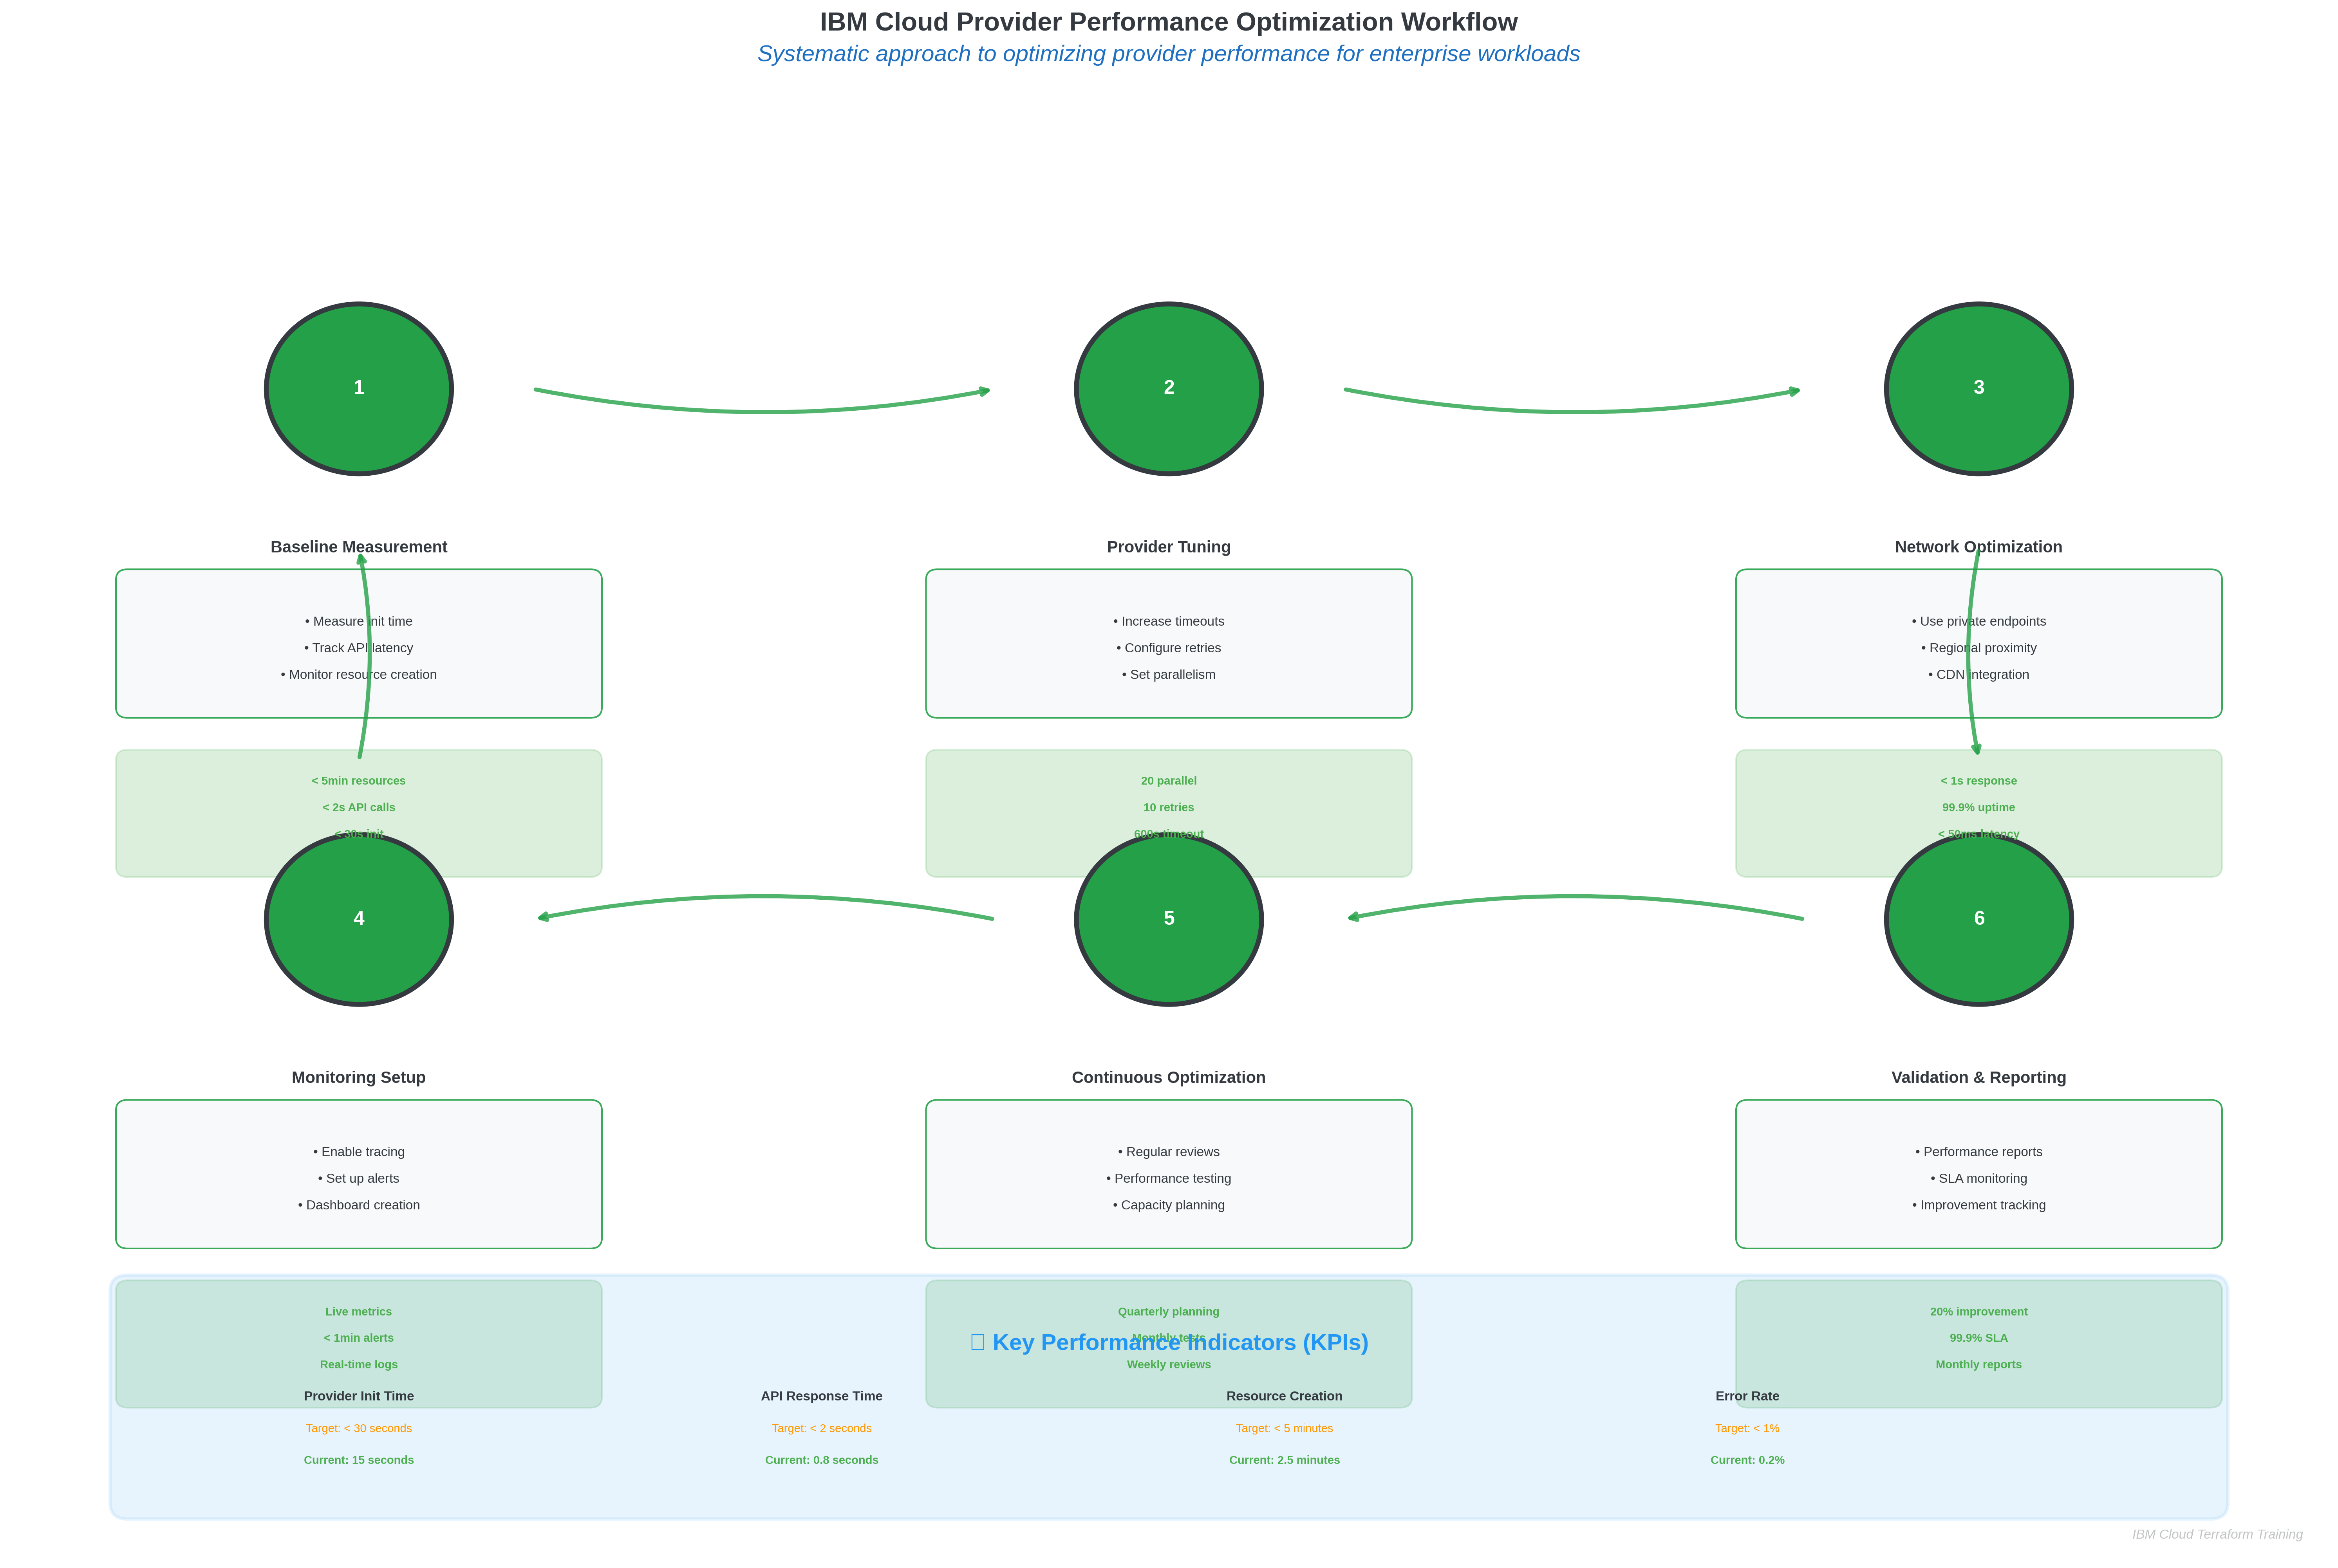 IBM Cloud Provider Performance Optimization Workflow
Systematic approach to optimizing provider performance for enterprise workloads
1
2
3
Baseline Measurement
• Measure init time
• Track API latency
• Monitor resource creation
< 5min resources
< 2s API calls
< 30s init
Provider Tuning
• Increase timeouts
• Configure retries
• Set parallelism
20 parallel
10 retries
600s timeout
Network Optimization
• Use private endpoints
• Regional proximity
• CDN integration
< 1s response
99.9% uptime
< 50ms latency
4
5
6
Monitoring Setup
• Enable tracing
• Set up alerts
• Dashboard creation
Live metrics
< 1min alerts
Real-time logs
Continuous Optimization
• Regular reviews
• Performance testing
• Capacity planning
Quarterly planning
Monthly tests
Weekly reviews
Validation & Reporting
• Performance reports
• SLA monitoring
• Improvement tracking
20% improvement
99.9% SLA
Monthly reports
Key Performance Indicators (KPIs)
Provider Init Time
Target: < 30 seconds
Current: 15 seconds
API Response Time
Target: < 2 seconds
Current: 0.8 seconds
Resource Creation
Target: < 5 minutes
Current: 2.5 minutes
Error Rate
Target: < 1%
Current: 0.2%
IBM Cloud Terraform Training